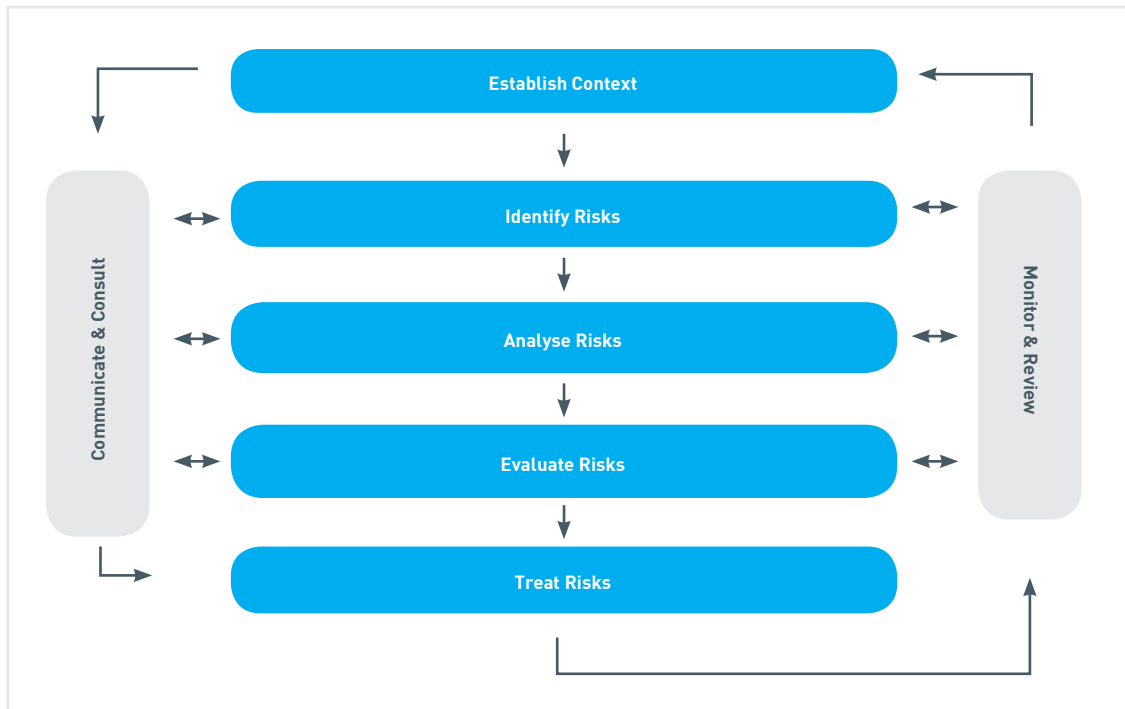 Establish Context
Identify Risks
Analyse Risks
Evaluate Risks
Treat Risks
Communicate & Consult
Monitor & Review